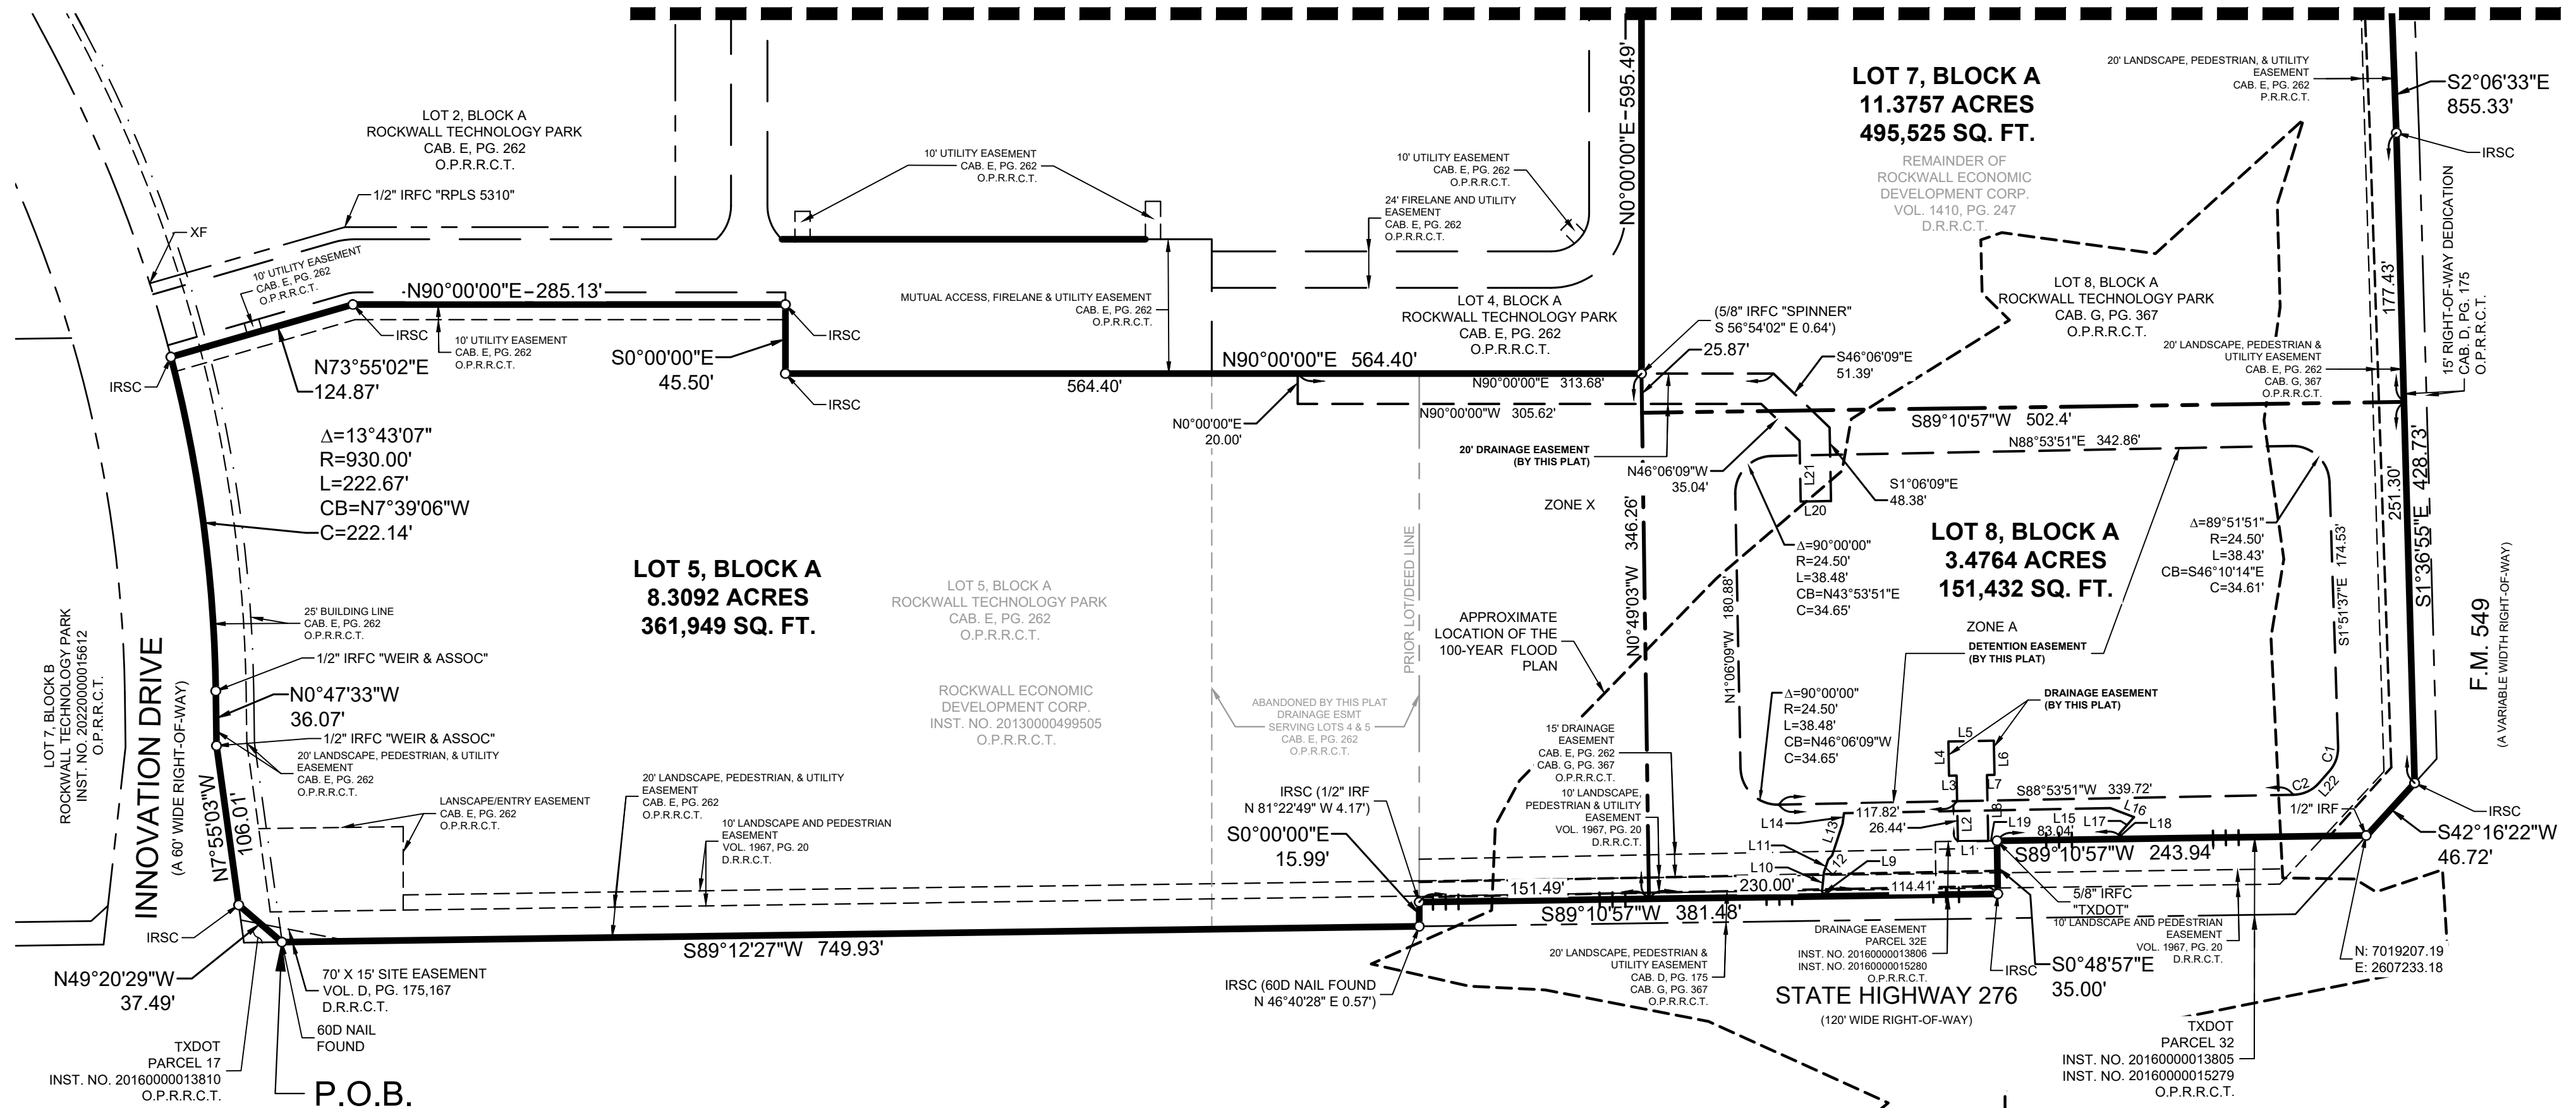 LOT 2, BLOCK A
ROCKWALL TECHNOLOGY PARK
CAB. E, PG. 262
O.P.R.R.C.T.
1/2" IRFC "RPLS 5310"
XF
10' UTILITY EASEMENT
CAB. E, PG. 262
O.P.R.R.C.T.
10' UTILITY EASEMENT
CAB. E, PG. 262
O.P.R.R.C.T.
10' UTILITY EASEMENT
CAB. E, PG. 262
O.P.R.R.C.T.
24' FIRELANE AND UTILITY
EASEMENT
CAB. E, PG. 262
O.P.R.R.C.T.
N0°00'00"E-595.49'
LOT 7, BLOCK A
11.3757 ACRES
495,525 SQ. FT.
REMAINDER OF
ROCKWALL ECONOMIC
DEVELOPMENT CORP.
VOL. 1410, PG. 247
D.R.R.C.T.
20' LANDSCAPE, PEDESTRIAN, & UTILITY
EASEMENT
CAB. E, PG. 262
P.R.R.C.T.
S2°06'33"E
855.33'
IRSC
15' RIGHT-OF-WAY DEDICATION
CAB. D, PG. 175
O.P.R.R.C.T.
177.43'
N90°00'00"E-285.13'
IRSC
IRSC
IRSC
10' UTILITY EASEMENT
CAB. E, PG. 262
O.P.R.R.C.T.
N73°55'02"E
124.87'
S0°00'00"E
45.50'
IRSC
MUTUAL ACCESS, FIRELANE & UTILITY EASEMENT
CAB. E, PG. 262
O.P.R.R.C.T.
LOT 4, BLOCK A
ROCKWALL TECHNOLOGY PARK
CAB. E, PG. 262
O.P.R.R.C.T.
N90°00'00"E 564.40'
564.40'
N90°00'00"E 313.68'
N90°00'00"W 305.62'
N0°00'00"E
20.00'
(5/8" IRFC "SPINNER"
S 56°54'02" E 0.64')
25.87'
S46°06'09"E
51.39'
LOT 8, BLOCK A
ROCKWALL TECHNOLOGY PARK
CAB. G, PG. 367
O.P.R.R.C.T.
20' LANDSCAPE, PEDESTRIAN &
UTILITY EASEMENT
CAB. E, PG. 262
CAB. G, 367
O.P.R.R.C.T.
S89°10'57"W 502.4'
N88°53'51"E 342.86'
20' DRAINAGE EASEMENT
(BY THIS PLAT)
N46°06'09"W
35.04'
L21
L20
S1°06'09"E
48.38'
ZONE X
N0°49'03"W 346.26'
Δ=13°43'07"
R=930.00'
L=222.67'
CB=N7°39'06"W
C=222.14'
LOT 5, BLOCK A
8.3092 ACRES
361,949 SQ. FT.
LOT 5, BLOCK A
ROCKWALL TECHNOLOGY PARK
CAB. E, PG. 262
O.P.R.R.C.T.
ROCKWALL ECONOMIC
DEVELOPMENT CORP.
INST. NO. 20130000499505
O.P.R.R.C.T.
PRIOR LOT/DEED LINE
ABANDONED BY THIS PLAT
DRAINAGE ESMT
SERVING LOTS 4 & 5
CAB. E, PG. 262
O.P.R.R.C.T.
APPROXIMATE
LOCATION OF THE
100-YEAR FLOOD
PLAN
N1°06'09"W 180.88'
Δ=90°00'00"
R=24.50'
L=38.48'
CB=N43°53'51"E
C=34.65'
LOT 8, BLOCK A
3.4764 ACRES
151,432 SQ. FT.
ZONE A
DETENTION EASEMENT
(BY THIS PLAT)
Δ=89°51'51"
R=24.50'
L=38.43'
CB=S46°10'14"E
C=34.61'
S1°51'37"E 174.53'
251.30'
S1°36'55"E 428.73'
F.M. 549
(A VARIABLE WIDTH RIGHT-OF-WAY)
LOT 7, BLOCK B
ROCKWALL TECHNOLOGY PARK
INST. NO. 20220000015612
O.P.R.R.C.T.
INNOVATION DRIVE
(A 60' WIDE RIGHT-OF-WAY)
25' BUILDING LINE
CAB. E, PG. 262
O.P.R.R.C.T.
1/2" IRFC "WEIR & ASSOC"
N0°47'33"W
36.07'
1/2" IRFC "WEIR & ASSOC"
20' LANDSCAPE, PEDESTRIAN, & UTILITY
EASEMENT
CAB. E, PG. 262
O.P.R.R.C.T.
N7°55'03"W
106.01'
LANSCAPE/ENTRY EASEMENT
CAB. E, PG. 262
O.P.R.R.C.T.
20' LANDSCAPE, PEDESTRIAN, & UTILITY
EASEMENT
CAB. E, PG. 262
O.P.R.R.C.T.
10' LANDSCAPE AND PEDESTRIAN
EASEMENT
VOL. 1967, PG. 20
D.R.R.C.T.
15' DRAINAGE
EASEMENT
CAB. E, PG. 262
CAB. G, PG. 367
O.P.R.R.C.T.
10' LANDSCAPE,
PEDESTRIAN & UTILITY
EASEMENT
VOL. 1967, PG. 20
D.R.R.C.T.
IRSC (1/2" IRF
N 81°22'49" W 4.17')
S0°00'00"E
15.99'
Δ=90°00'00"
R=24.50'
L=38.48'
CB=N46°06'09"W
C=34.65'
DRAINAGE EASEMENT
(BY THIS PLAT)
L5
L4
L6
L3
L7
L8
L2
L1
S88°53'51"W 339.72'
C1
C2
L22
L14
117.82'
26.44'
L13
L11
L12
L10
L9
L19
L15
83.04'
L16
L17
L18
1/2" IRF
IRSC
S42°16'22"W
46.72'
S89°10'57"W 243.94'
151.49'
230.00'
114.41'
S89°10'57"W 381.48'
5/8" IRFC
"TXDOT"
10' LANDSCAPE AND PEDESTRIAN
EASEMENT
VOL. 1967, PG. 20
D.R.R.C.T.
N: 7019207.19
E: 2607233.18
IRSC
N49°20'29"W
37.49'
S89°12'27"W 749.93'
70' X 15' SITE EASEMENT
VOL. D, PG. 175,167
D.R.R.C.T.
60D NAIL
FOUND
TXDOT
PARCEL 17
INST. NO. 20160000013810
O.P.R.R.C.T.
P.O.B.
IRSC (60D NAIL FOUND
N 46°40'28" E 0.57')
20' LANDSCAPE, PEDESTRIAN &
UTILITY EASEMENT
CAB. D, PG. 175
CAB. G, PG. 367
O.P.R.R.C.T.
DRAINAGE EASEMENT
PARCEL 32E
INST. NO. 20160000013806
INST. NO. 20160000015280
O.P.R.R.C.T.
IRSC
S0°48'57"E
35.00'
STATE HIGHWAY 276
(120' WIDE RIGHT-OF-WAY)
TXDOT
PARCEL 32
INST. NO. 20160000013805
INST. NO. 20160000015279
O.P.R.R.C.T.